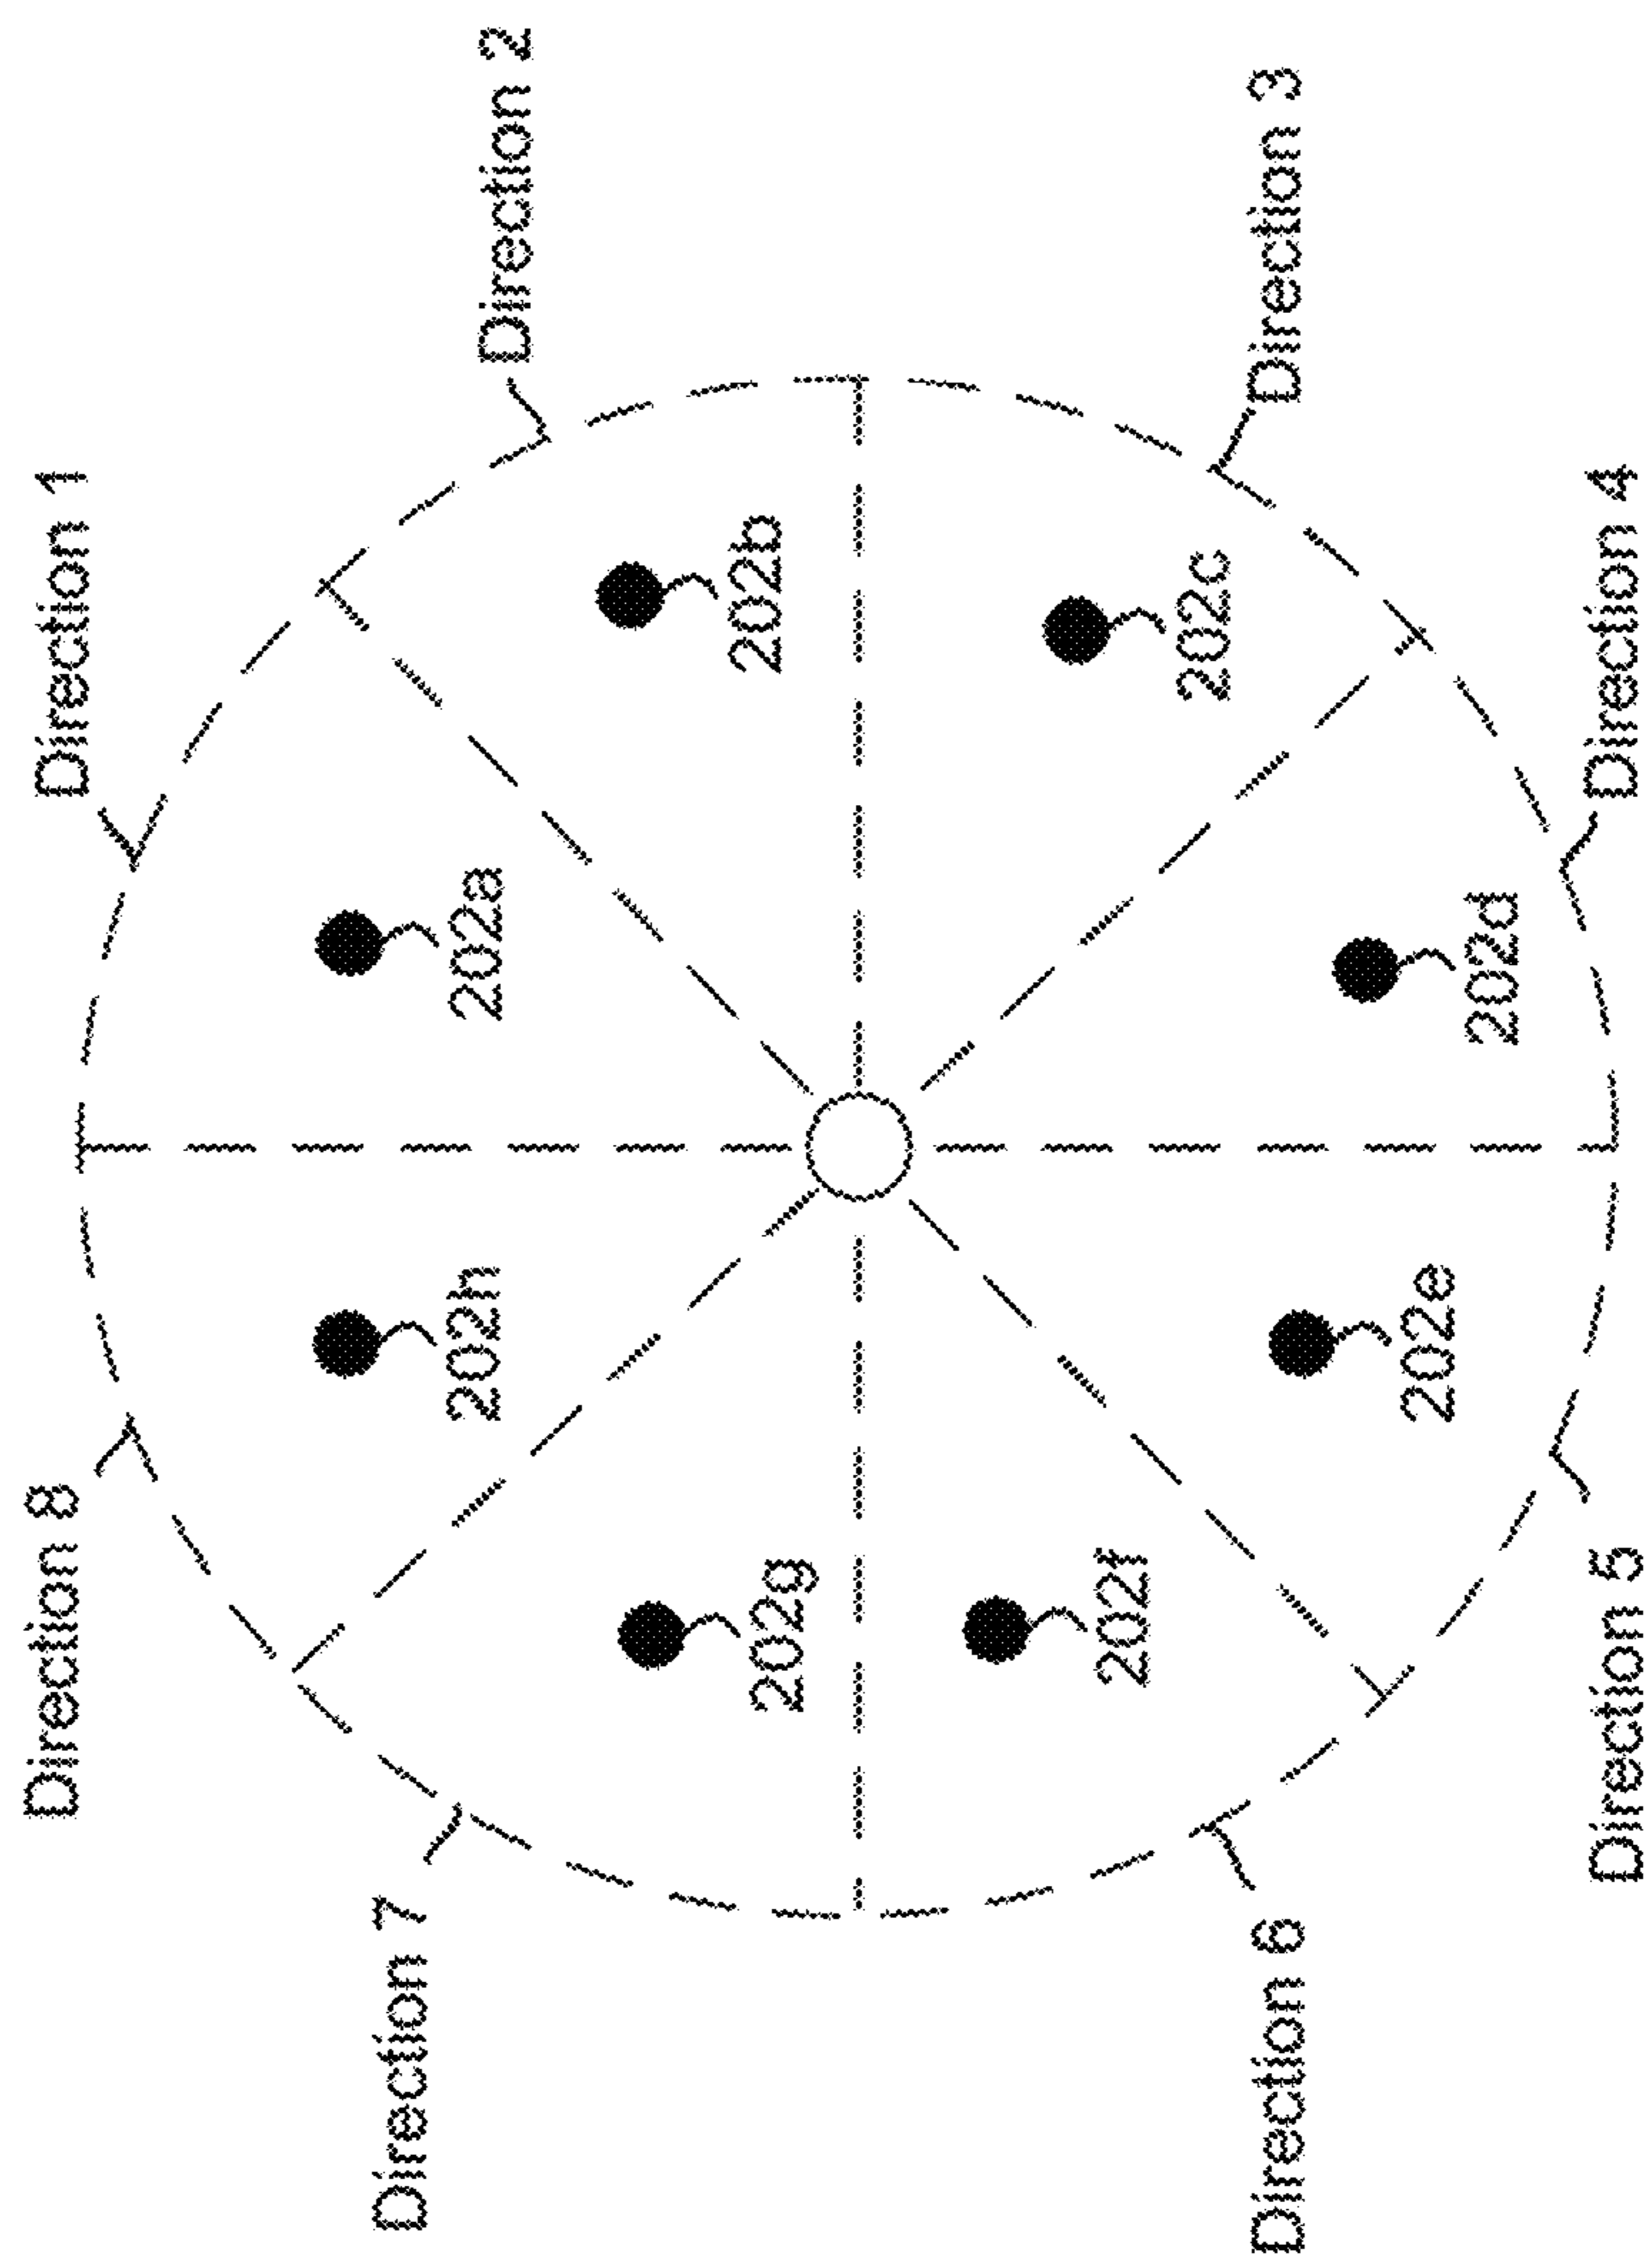 Direction 1
Direction 2
Direction 3
Direction 4
Direction 5
Direction 6
Direction 7
Direction 8
202a
202b
202c
202d
202e
202f
202g
202h